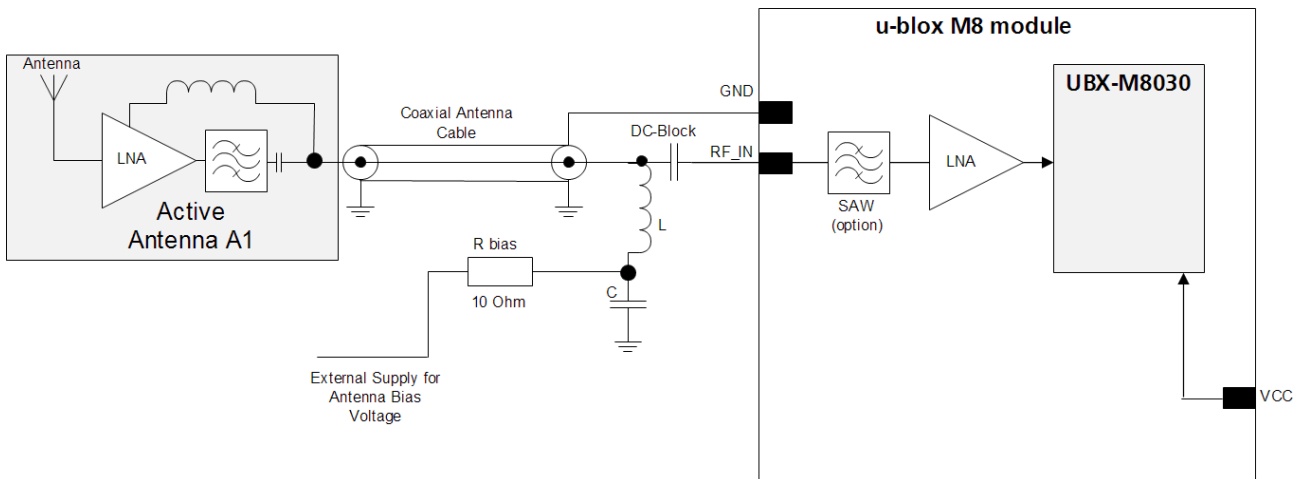 u-blox M8 module
Antenna
UBX-M8030
GND
Coaxial Antenna
Cable
DC-Block
RF_IN
LNA
LNA
Active
Antenna A1
SAW
(option)
L
R bias
C
10 Ohm
External Supply for
Antenna Bias
Voltage
VCC